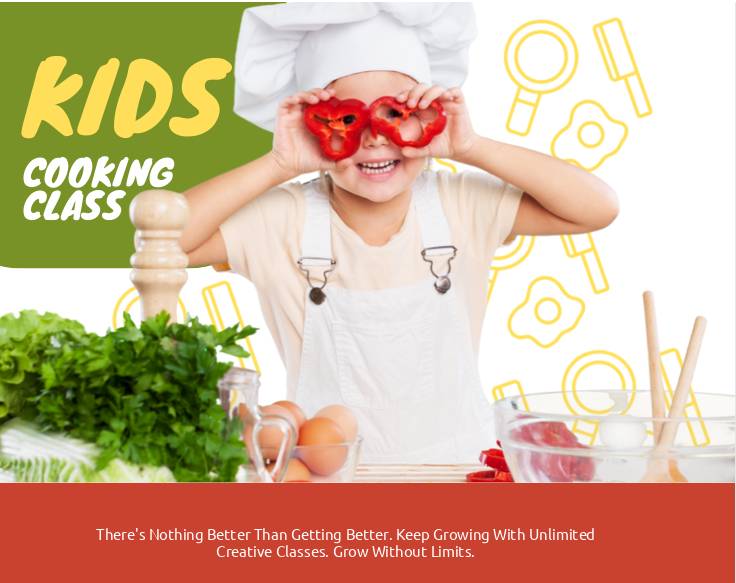 KIDS
COOKING
CLASS
There's Nothing Better Than Getting Better. Keep Growing With Unlimited
Creative Classes. Grow Without Limits.